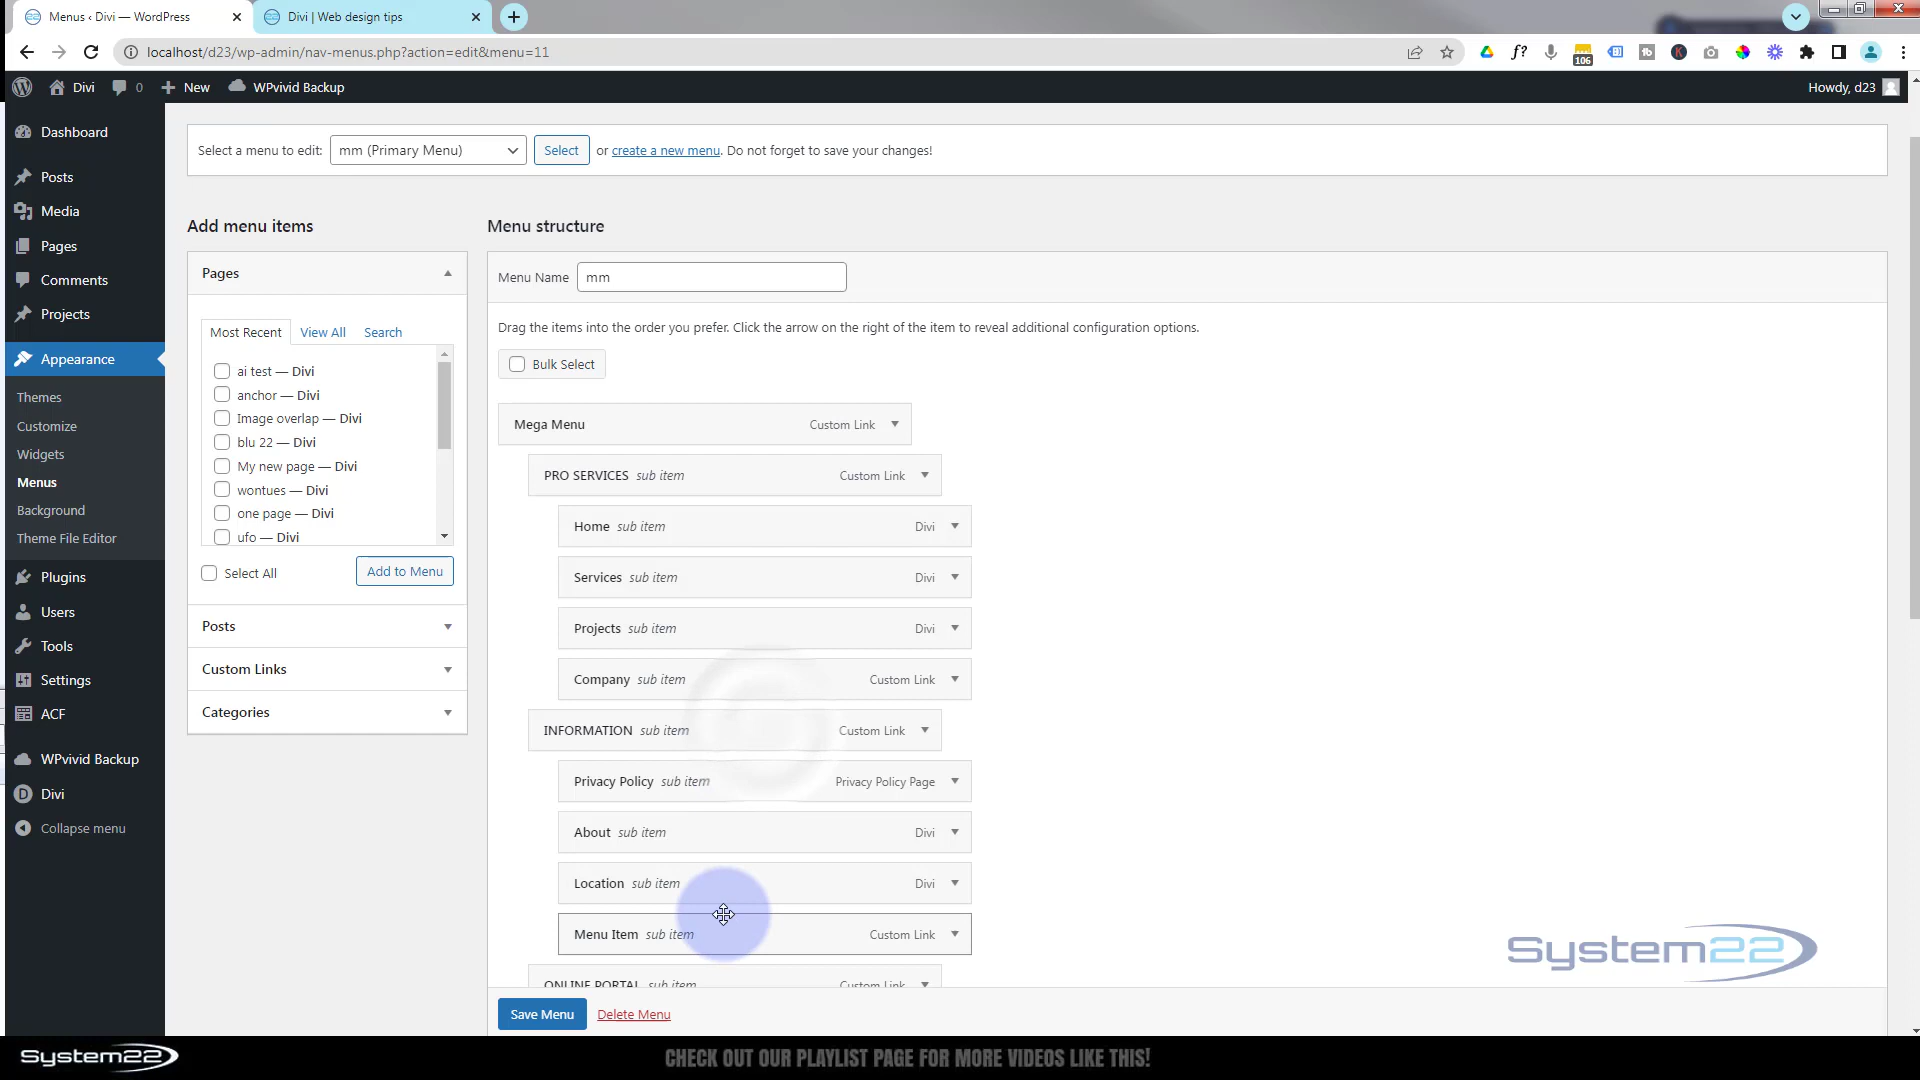 Menus ‹ Divi — WordPress
Divi | Web design tips
localhost/d23/wp-admin/nav-menus.php?action=edit&menu=11
f?
106
tb
K
Divi
0
New
WPvivid Backup
Howdy, d23
Dashboard
Posts
Media
Pages
Comments
Projects
Appearance
Themes
Customize
Widgets
Menus
Background
Theme File Editor
Plugins
Users
Tools
Settings
ACF
WPvivid Backup
Divi
Collapse menu
Select a menu to edit: mm (Primary Menu) Select or create a new menu. Do not forget to save your changes!
Add menu items
Pages
Most Recent View All Search
ai test — Divi
anchor — Divi
Image overlap — Divi
blu 22 — Divi
My new page — Divi
wontues — Divi
one page — Divi
ufo — Divi
Select All
Add to Menu
Posts
Custom Links
Categories
Menu structure
Menu Name mm
Drag the items into the order you prefer. Click the arrow on the right of the item to reveal additional configuration options.
Bulk Select
Mega Menu Custom Link
PRO SERVICES sub item Custom Link
Home sub item Divi
Services sub item Divi
Projects sub item Divi
Company sub item Custom Link
INFORMATION sub item Custom Link
Privacy Policy sub item Privacy Policy Page
About sub item Divi
Location sub item Divi
Menu Item sub item Custom Link
ONLINE PORTAL sub item Custom Link
Save Menu Delete Menu
System22
System22
CHECK OUT OUR PLAYLIST PAGE FOR MORE VIDEOS LIKE THIS!